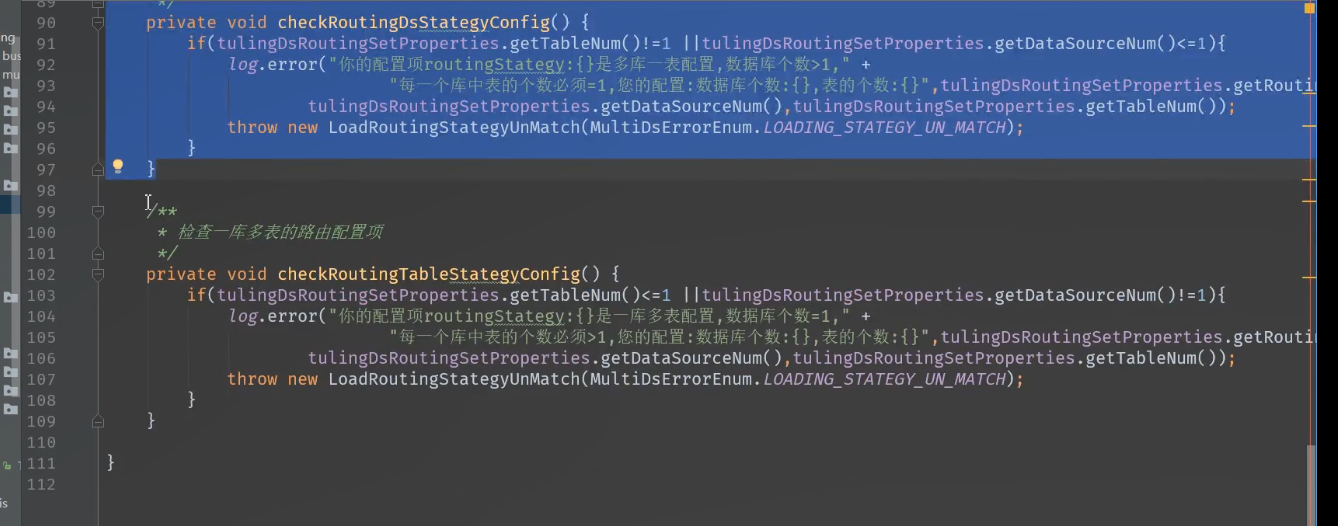 89 */
90 private void checkRoutingDsStategyConfig() {
ng
91 if(tulingDsRoutingSetProperties.getTableNum()!=1 ||tulingDsRoutingSetProperties.getDataSourceNum()<=1){
bus
92 log.error("你的配置项routingStategy:{}是多库一表配置,数据库个数>1," +
mu
93 "每一个库中表的个数必须=1,您的配置:数据库个数:{},表的个数:{}",tulingDsRoutingSetProperties.getRouti
94 tulingDsRoutingSetProperties.getDataSourceNum(),tulingDsRoutingSetProperties.getTableNum());
95 throw new LoadRoutingStategyUnMatch(MultiDsErrorEnum.LOADING_STATEGY_UN_MATCH);
96 }
97 }
98
99 /**
100 * 检查一库多表的路由配置项
101 */
102 private void checkRoutingTableStategyConfig() {
103 if(tulingDsRoutingSetProperties.getTableNum()<=1 ||tulingDsRoutingSetProperties.getDataSourceNum()!=1){
104 log.error("你的配置项routingStategy:{}是一库多表配置,数据库个数=1," +
105 "每一个库中表的个数必须>1,您的配置:数据库个数:{},表的个数:{}",tulingDsRoutingSetProperties.getRouti
106 tulingDsRoutingSetProperties.getDataSourceNum(),tulingDsRoutingSetProperties.getTableNum());
107 throw new LoadRoutingStategyUnMatch(MultiDsErrorEnum.LOADING_STATEGY_UN_MATCH);
108 }
109 }
110
111 }
112
is